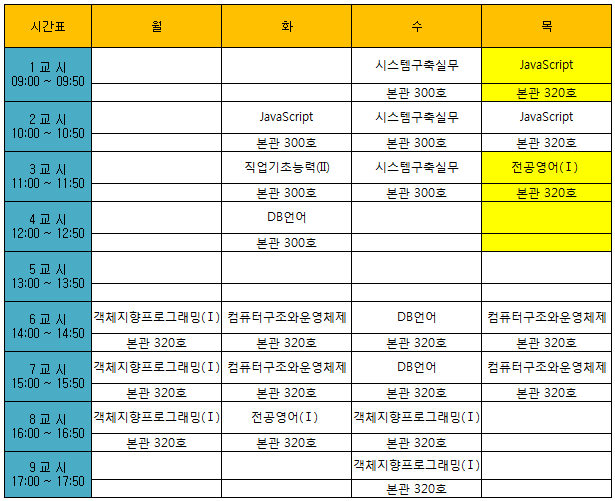 시간표 월 화 수 목
1 교 시 시스템구축실무 JavaScript
09:00 ~ 09:50 본관 300호 본관 320호
2 교 시 JavaScript 시스템구축실무 JavaScript
10:00 ~ 10:50 본관 300호 본관 300호 본관 320호
3 교 시 직업기초능력(Ⅱ) 시스템구축실무 전공영어(Ⅰ)
11:00 ~ 11:50 본관 300호 본관 300호 본관 320호
4 교 시 DB언어
12:00 ~ 12:50 본관 300호
5 교 시
13:00 ~ 13:50
6 교 시 객체지향프로그래밍(Ⅰ) 컴퓨터구조와운영체제 DB언어 컴퓨터구조와운영체제
14:00 ~ 14:50 본관 320호 본관 320호 본관 320호 본관 320호
7 교 시 객체지향프로그래밍(Ⅰ) 컴퓨터구조와운영체제 DB언어 컴퓨터구조와운영체제
15:00 ~ 15:50 본관 320호 본관 320호 본관 320호 본관 320호
8 교 시 객체지향프로그래밍(Ⅰ) 전공영어(Ⅰ) 객체지향프로그래밍(Ⅰ)
16:00 ~ 16:50 본관 320호 본관 320호 본관 320호
9 교 시 객체지향프로그래밍(Ⅰ)
17:00 ~ 17:50 본관 320호